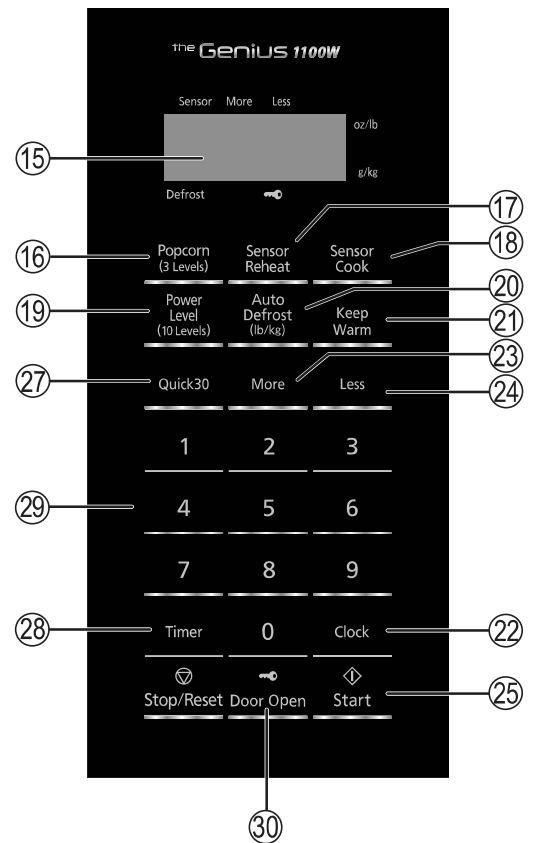 the Genius 1100W
Sensor More Less
oz/lb
15
g/kg
Defrost
17
16
Popcorn
(3 Levels)
Sensor
Reheat
Sensor
Cook
18
19
Power
Level
(10 Levels)
Auto
Defrost
(lb/kg)
Keep
Warm
20
21
23
27
Quick30
More
Less
24
1 2 3
29
4 5 6
7 8 9
28
Timer
0
Clock
22
Stop/Reset
Door Open
Start
25
30